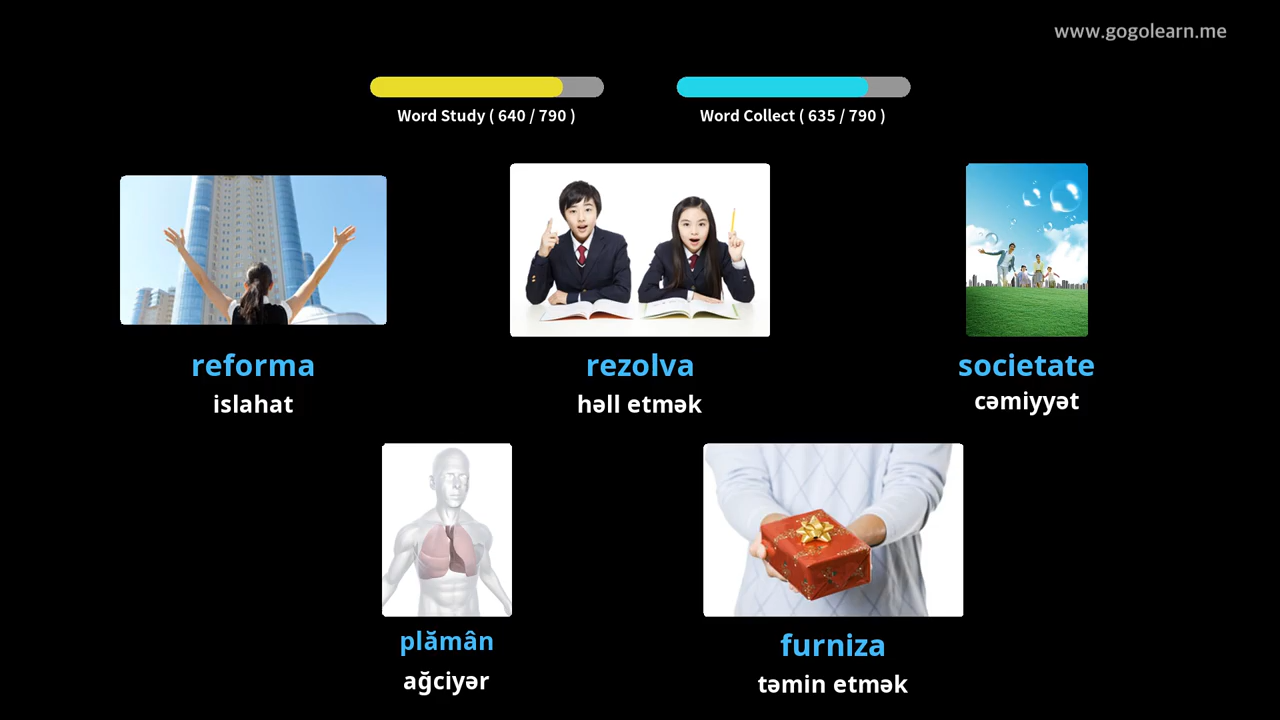 www.gogolearn.me
Word Study ( 640 / 790 )
Word Collect ( 635 / 790 )
reforma
islahat
rezolva
həll etmək
societate
cəmiyyət
plămân
ağciyər
furniza
təmin etmək